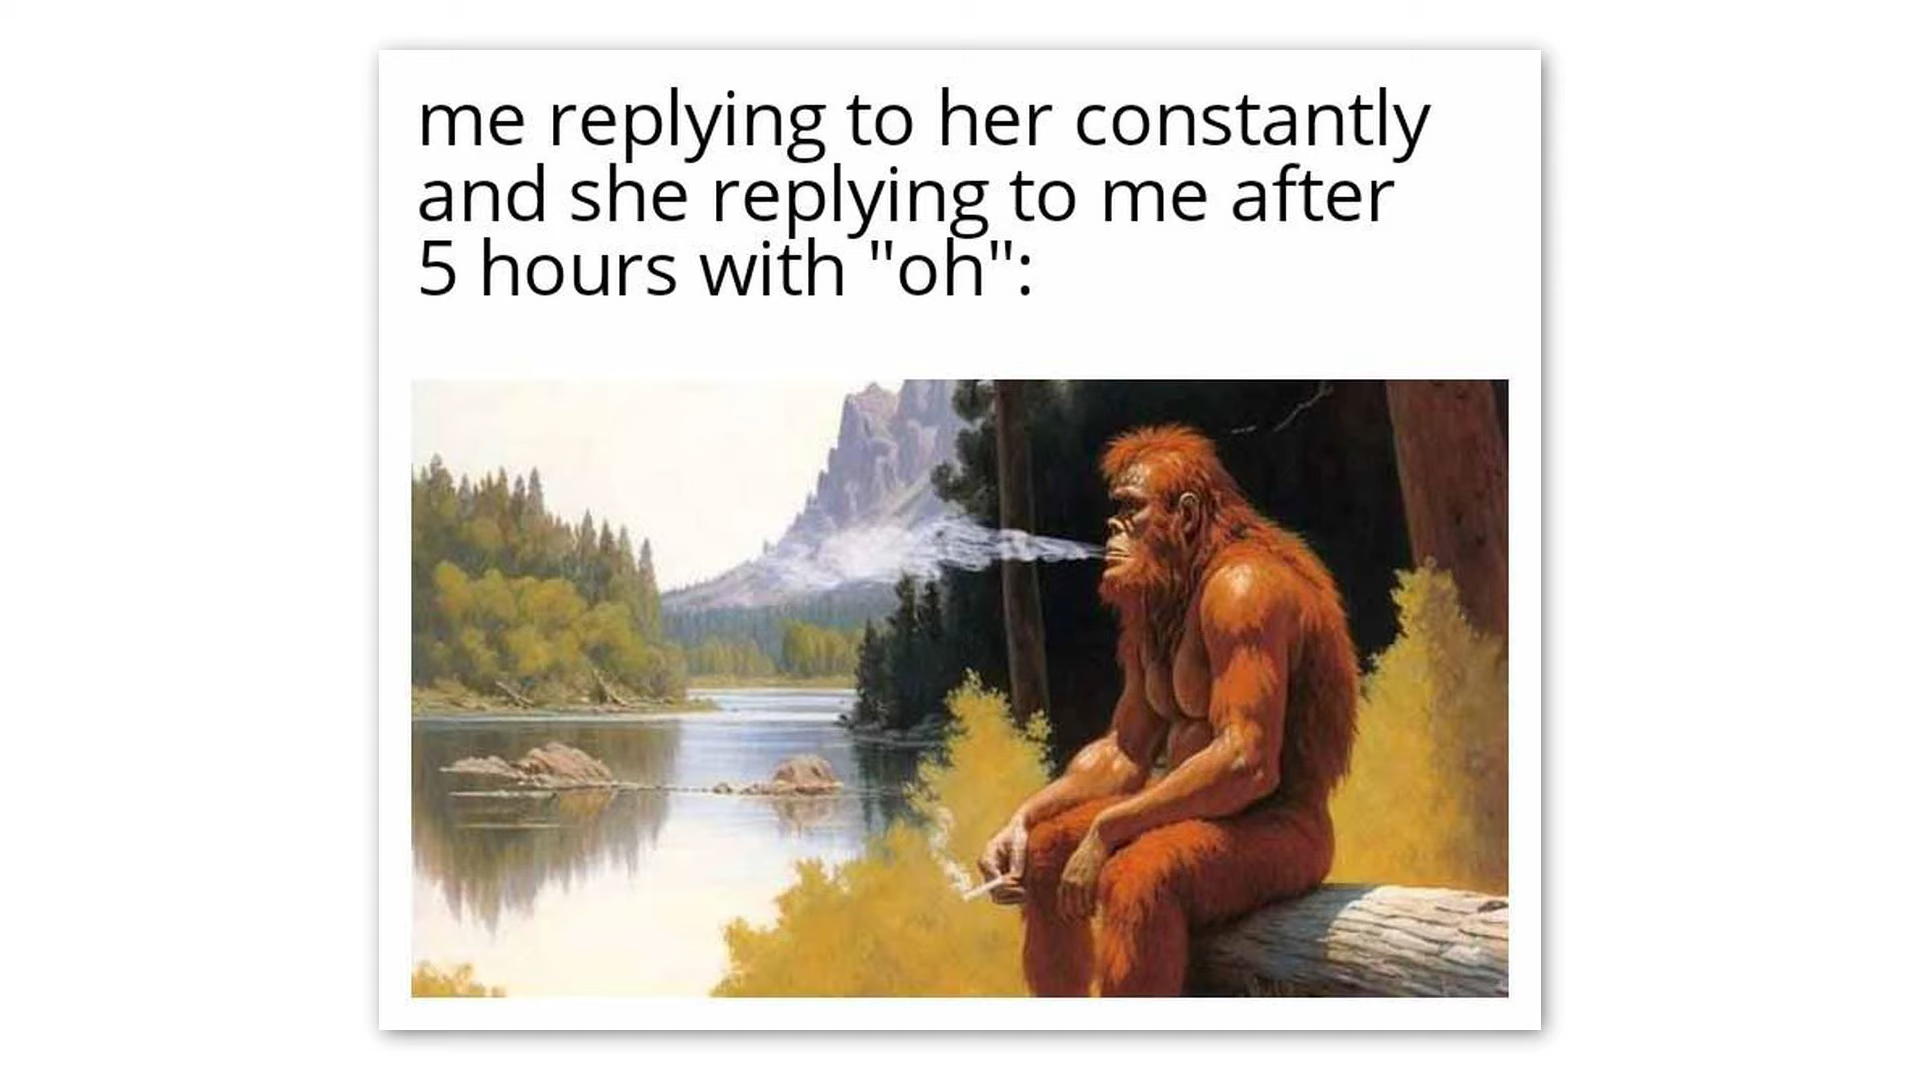 me replying to her constantly
and she replying to me after
5 hours with "oh":